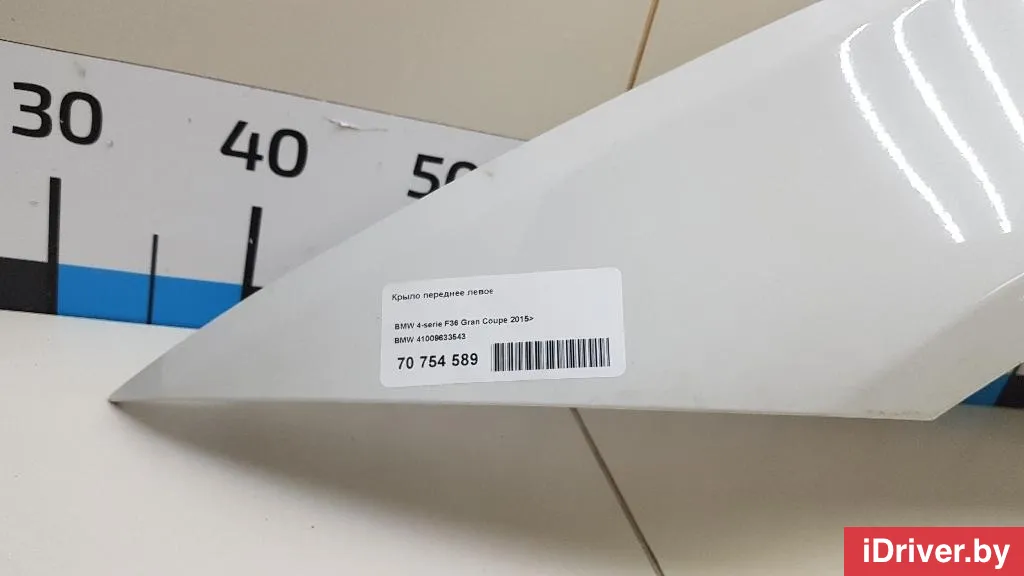 30
40
50
Крыло переднее левое
BMW 4-serie F36 Gran Coupe 2015>
BMW 41009633543
70 754 589
iDriver.by